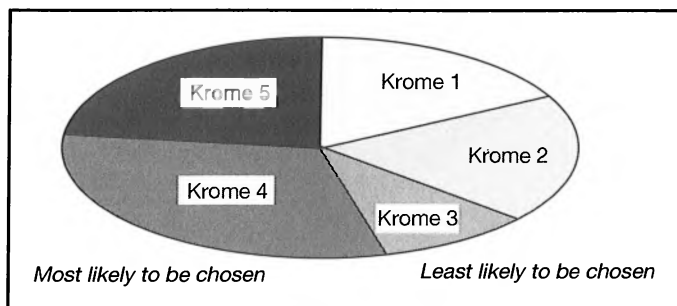 Krome 1
Krome 2
Krome 3
Krome 4
Krome 5
Most likely to be chosen
Least likely to be chosen